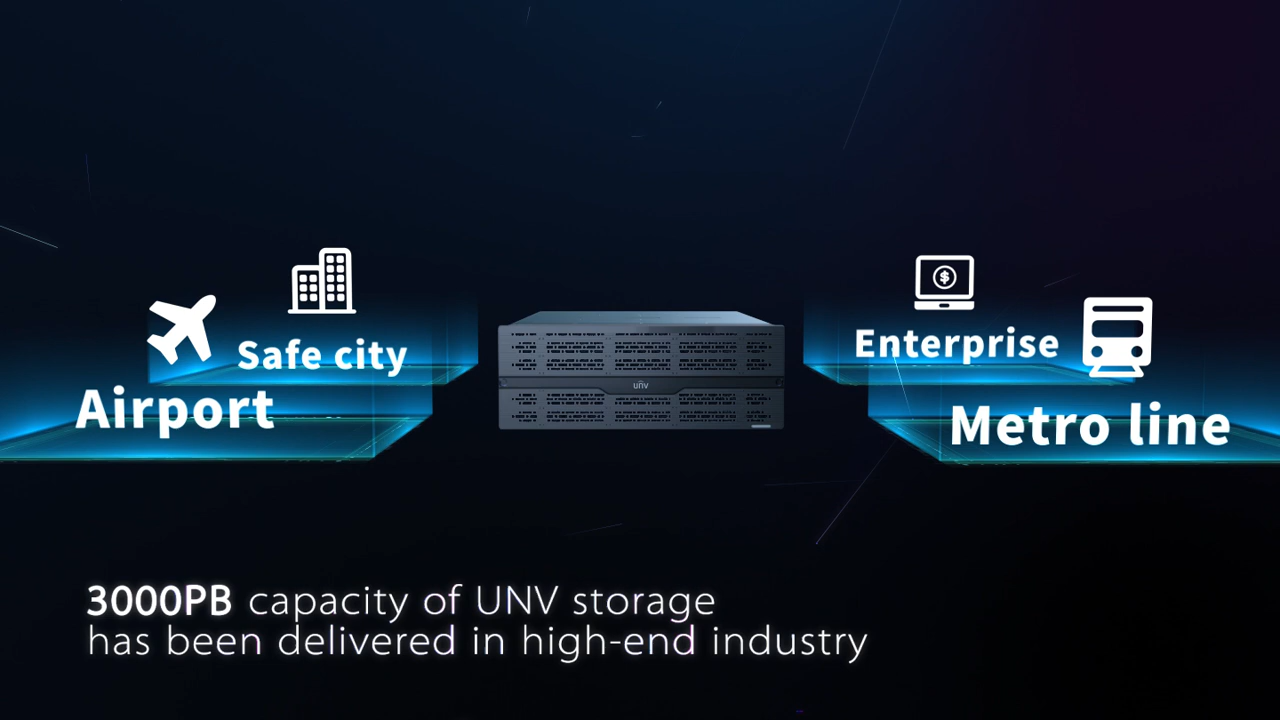 Safe city
Airport
unv
Enterprise
Metro line
3000PB capacity of UNV storage
has been delivered in high-end industry